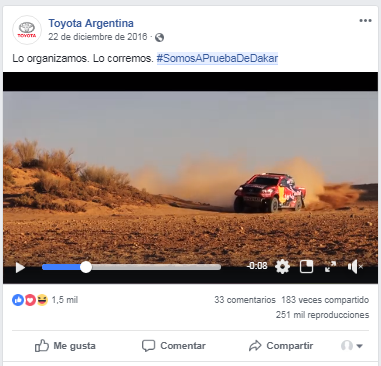 Toyota Argentina
22 de diciembre de 2016 ·
Lo organizamos. Lo corremos. #SomosAPruebaDeDakar
TOYOTA
-0:08
1,5 mil
33 comentarios 183 veces compartido
251 mil reproducciones
Me gusta Comentar Compartir